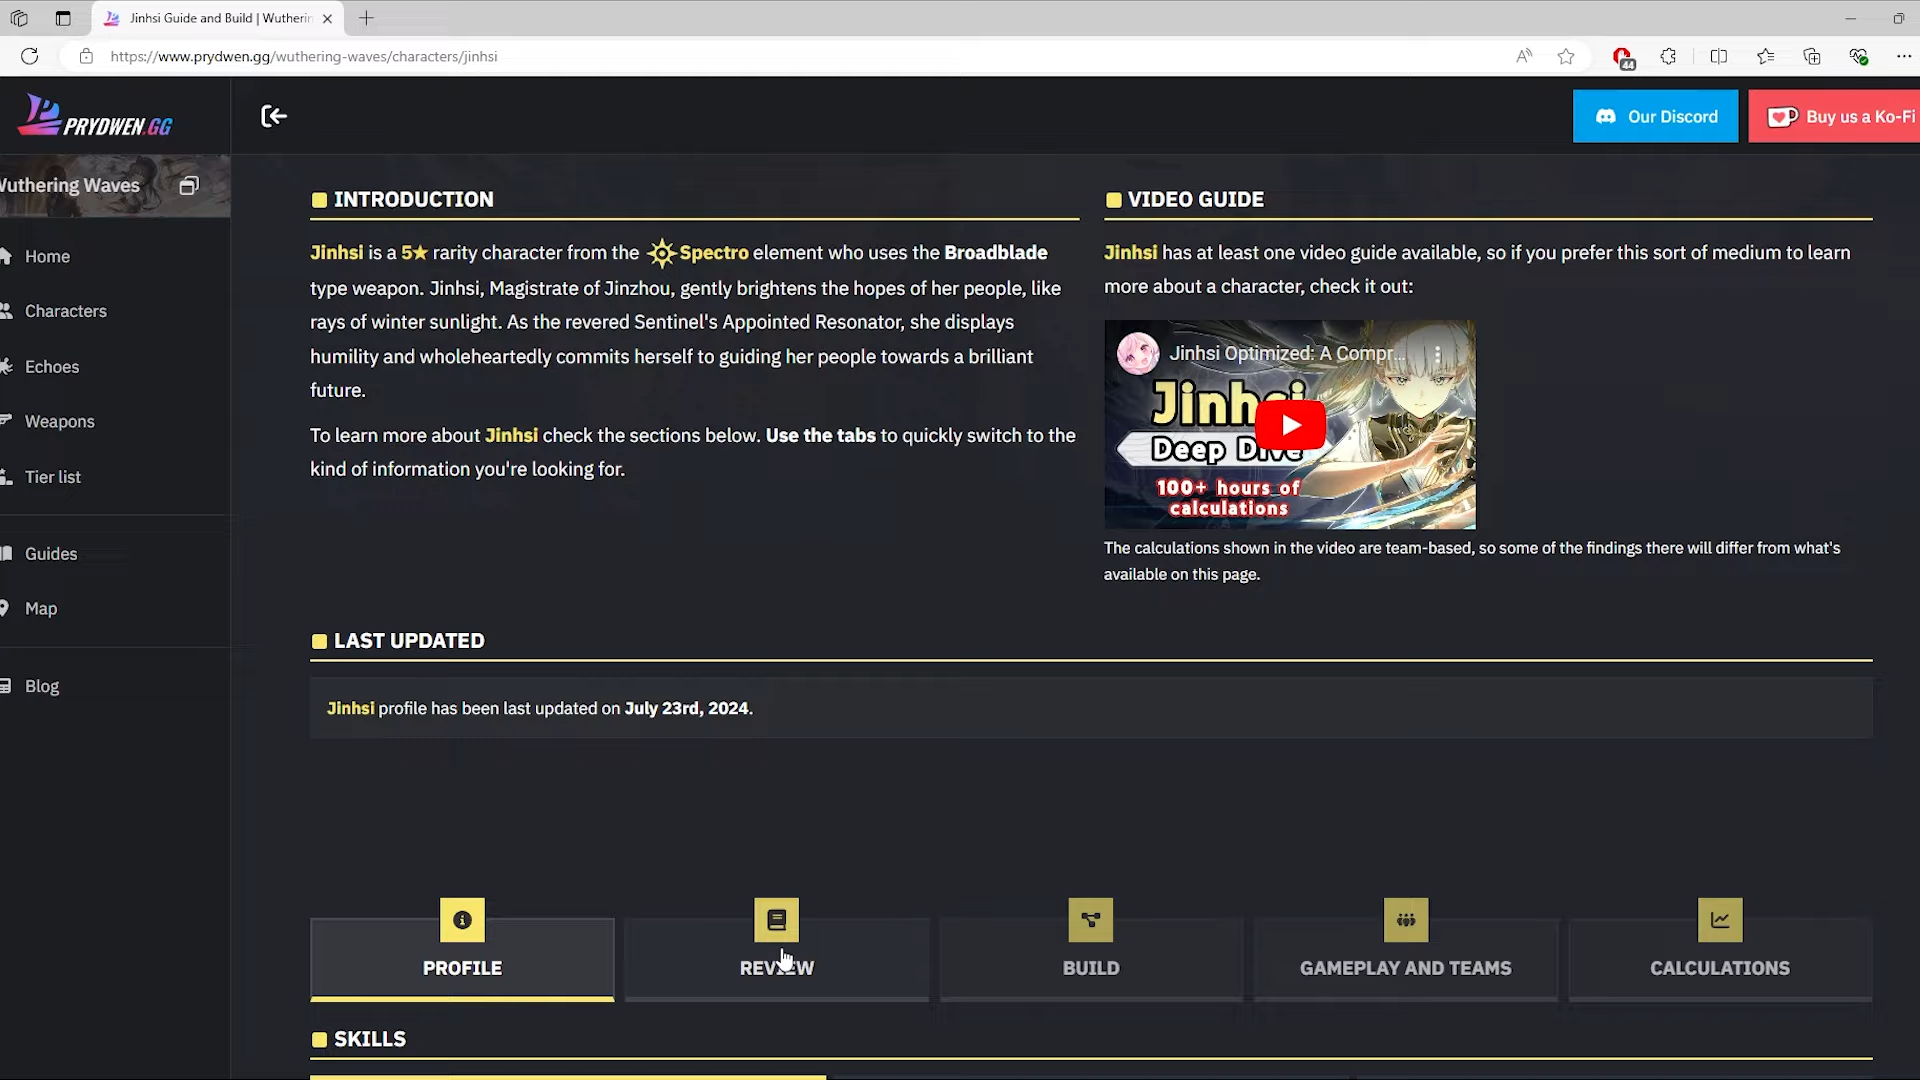 Jinhsi Guide and Build | Wutherin
https://www.prydwen.gg/wuthering-waves/characters/jinhsi
44
PRYDWEN.GG
Our Discord
Buy us a Ko-Fi
Wuthering Waves
Home
Characters
Echoes
Weapons
Tier list
Guides
Map
Blog
INTRODUCTION
Jinhsi is a 5★ rarity character from the Spectro element who uses the Broadblade
type weapon. Jinhsi, Magistrate of Jinzhou, gently brightens the hopes of her people, like
rays of winter sunlight. As the revered Sentinel's Appointed Resonator, she displays
humility and wholeheartedly commits herself to guiding her people towards a brilliant
future.
To learn more about Jinhsi check the sections below. Use the tabs to quickly switch to the
kind of information you're looking for.
VIDEO GUIDE
Jinhsi has at least one video guide available, so if you prefer this sort of medium to learn
more about a character, check it out:
Jinhsi Optimized: A Compr...
Jinhsi
Deep Dive
100+ hours of
calculations
The calculations shown in the video are team-based, so some of the findings there will differ from what's
available on this page.
LAST UPDATED
Jinhsi profile has been last updated on July 23rd, 2024.
PROFILE
REVIEW
BUILD
GAMEPLAY AND TEAMS
CALCULATIONS
SKILLS